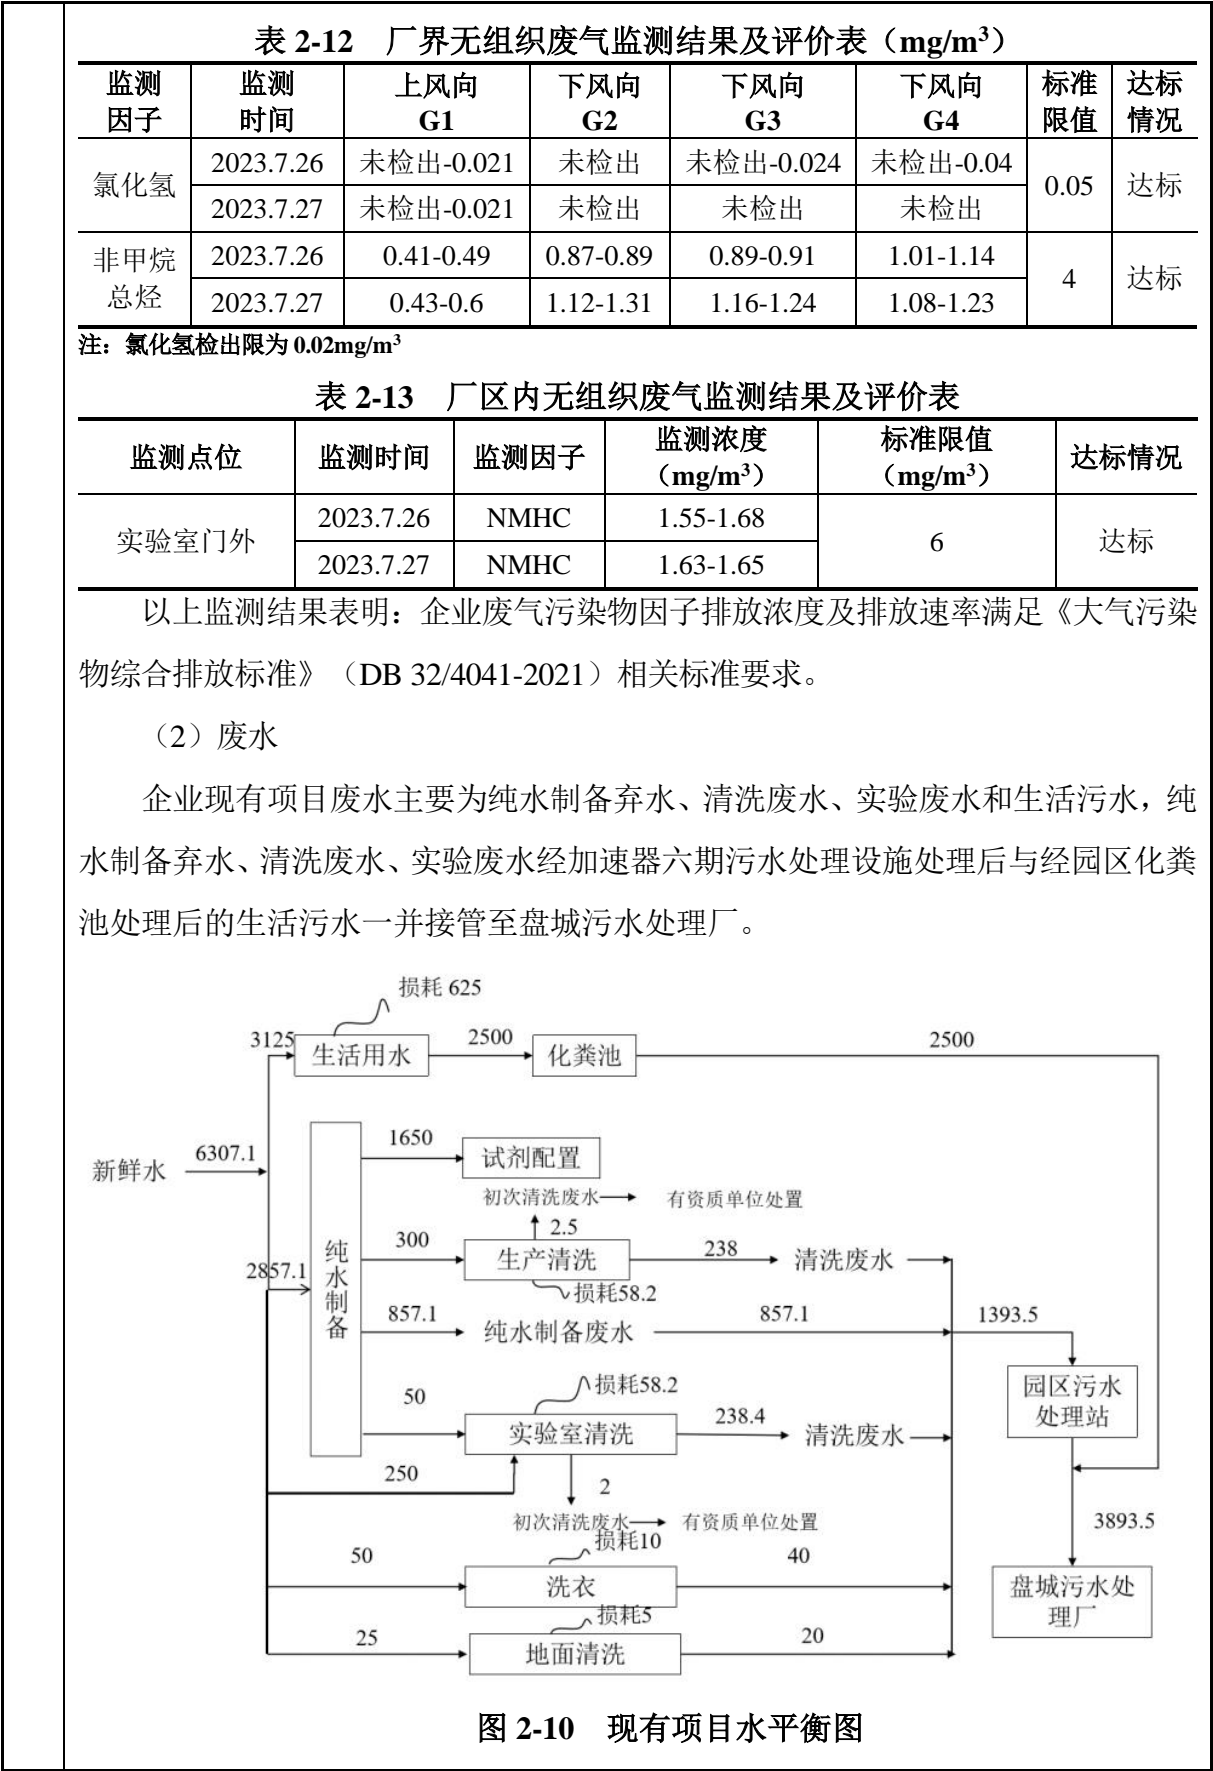 表 2-12 厂界无组织废气监测结果及评价表（mg/m³）
监测因子 监测时间 上风向G1 下风向G2 下风向G3 下风向G4 标准限值 达标情况
氯化氢 2023.7.26 未检出-0.021 未检出 未检出-0.024 未检出-0.04 0.05 达标
2023.7.27 未检出-0.021 未检出 未检出 未检出
非甲烷总烃 2023.7.26 0.41-0.49 0.87-0.89 0.89-0.91 1.01-1.14 4 达标
2023.7.27 0.43-0.6 1.12-1.31 1.16-1.24 1.08-1.23
注：氯化氢检出限为 0.02mg/m³
表 2-13 厂区内无组织废气监测结果及评价表
监测点位 监测时间 监测因子 监测浓度（mg/m³） 标准限值（mg/m³） 达标情况
实验室门外 2023.7.26 NMHC 1.55-1.68 6 达标
2023.7.27 NMHC 1.63-1.65
以上监测结果表明：企业废气污染物因子排放浓度及排放速率满足《大气污染
物综合排放标准》（DB 32/4041-2021）相关标准要求。
（2）废水
企业现有项目废水主要为纯水制备弃水、清洗废水、实验废水和生活污水，纯
水制备弃水、清洗废水、实验废水经加速器六期污水处理设施处理后与经园区化粪
池处理后的生活污水一并接管至盘城污水处理厂。
损耗 625
3125 生活用水 2500 化粪池 2500
新鲜水 6307.1
1650 试剂配置
初次清洗废水 有资质单位处置
2.5
2857.1 纯水制备 300 生产清洗 238 清洗废水
损耗58.2
857.1 纯水制备废水 857.1 1393.5
园区污水处理站
损耗58.2
50 实验室清洗 238.4 清洗废水
250
2
初次清洗废水 有资质单位处置
3893.5
损耗10
50 洗衣 40
盘城污水处理厂
损耗5
25 地面清洗 20
图 2-10 现有项目水平衡图